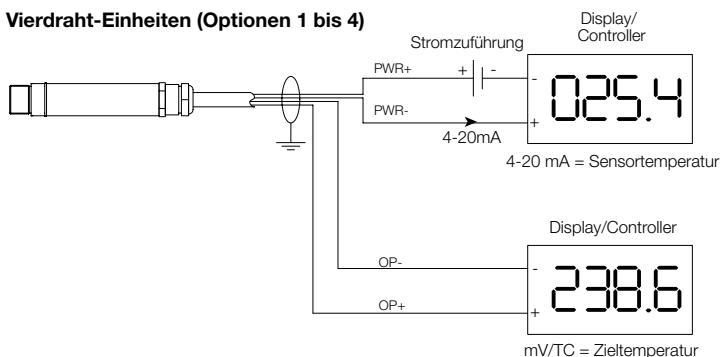 Vierdraht-Einheiten (Optionen 1 bis 4)
Display/
Controller
Stromzuführung
PWR+
+ -
-
025.4
PWR-
+
4-20mA
4-20 mA = Sensortemperatur
Display/Controller
OP-
-
238.6
OP+
+
mV/TC = Zieltemperatur